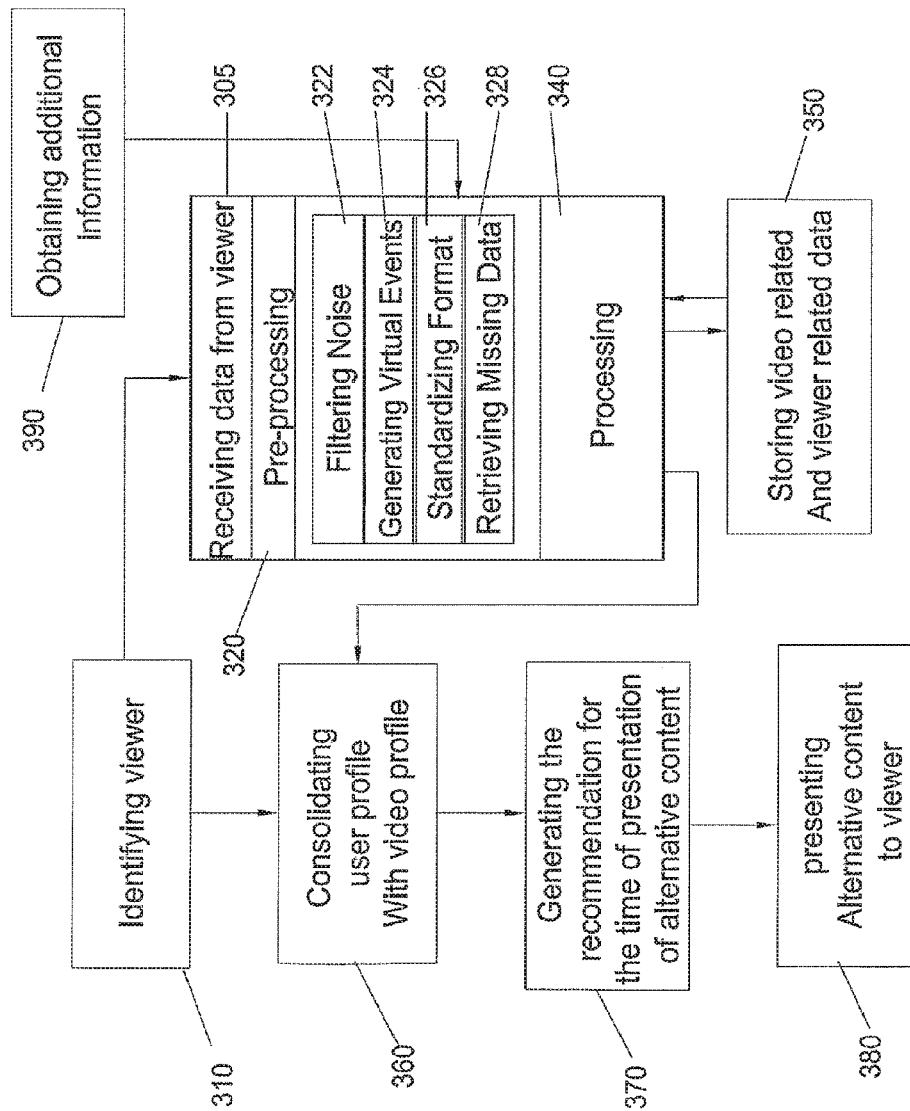 Identifying viewer
310
Consolidating
user profile
With video profile
360
Generating the
recommendation for
the time of presentation
of alternative content
370
presenting
Alternative content
to viewer
380
Obtaining additional
Information
390
Receiving data from viewer
305
Pre-processing
320
Filtering Noise
322
Generating Virtual Events
324
Standardizing Format
326
Retrieving Missing Data
328
Processing
340
Storing video related
And viewer related data
350